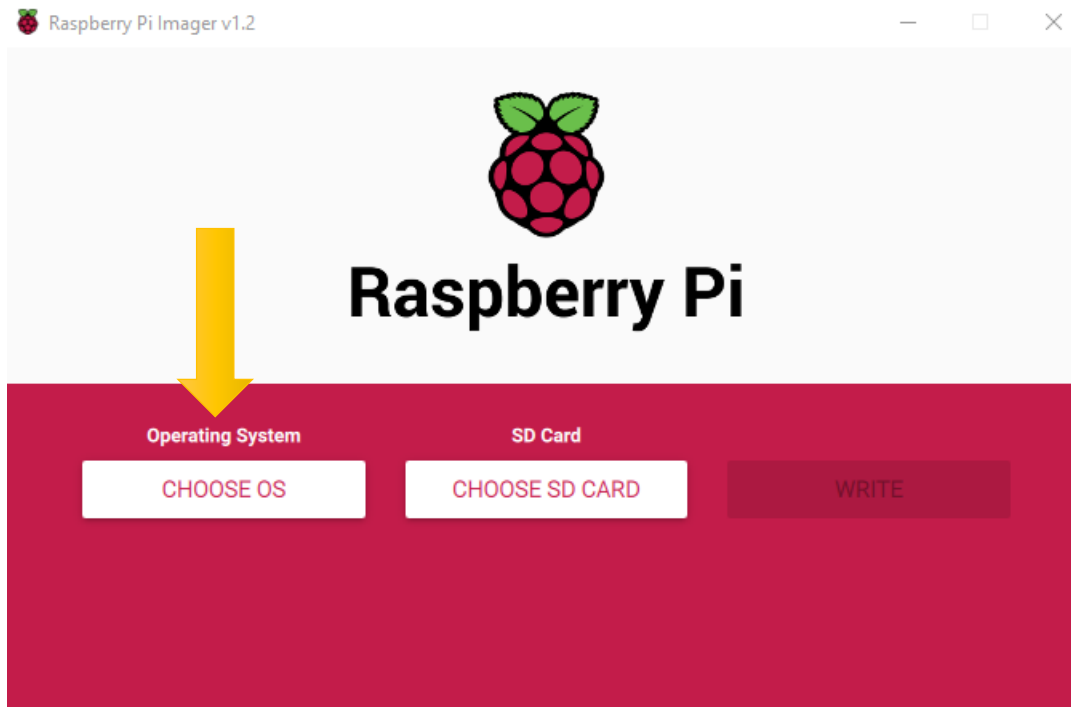 Raspberry Pi Imager v1.2
Raspberry Pi
Operating System
SD Card
CHOOSE OS
CHOOSE SD CARD
WRITE